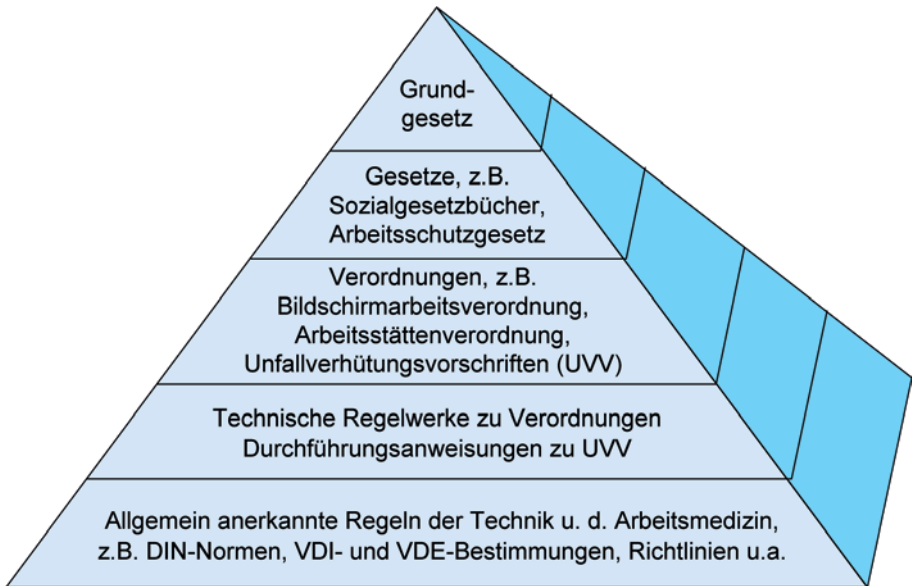 Grund-
gesetz
Gesetze, z.B.
Sozialgesetzbücher,
Arbeitsschutzgesetz
Verordnungen, z.B.
Bildschirmarbeitsverordnung,
Arbeitsstättenverordnung,
Unfallverhütungsvorschriften (UVV)
Technische Regelwerke zu Verordnungen
Durchführungsanweisungen zu UVV
Allgemein anerkannte Regeln der Technik u. d. Arbeitsmedizin,
z.B. DIN-Normen, VDI- und VDE-Bestimmungen, Richtlinien u.a.